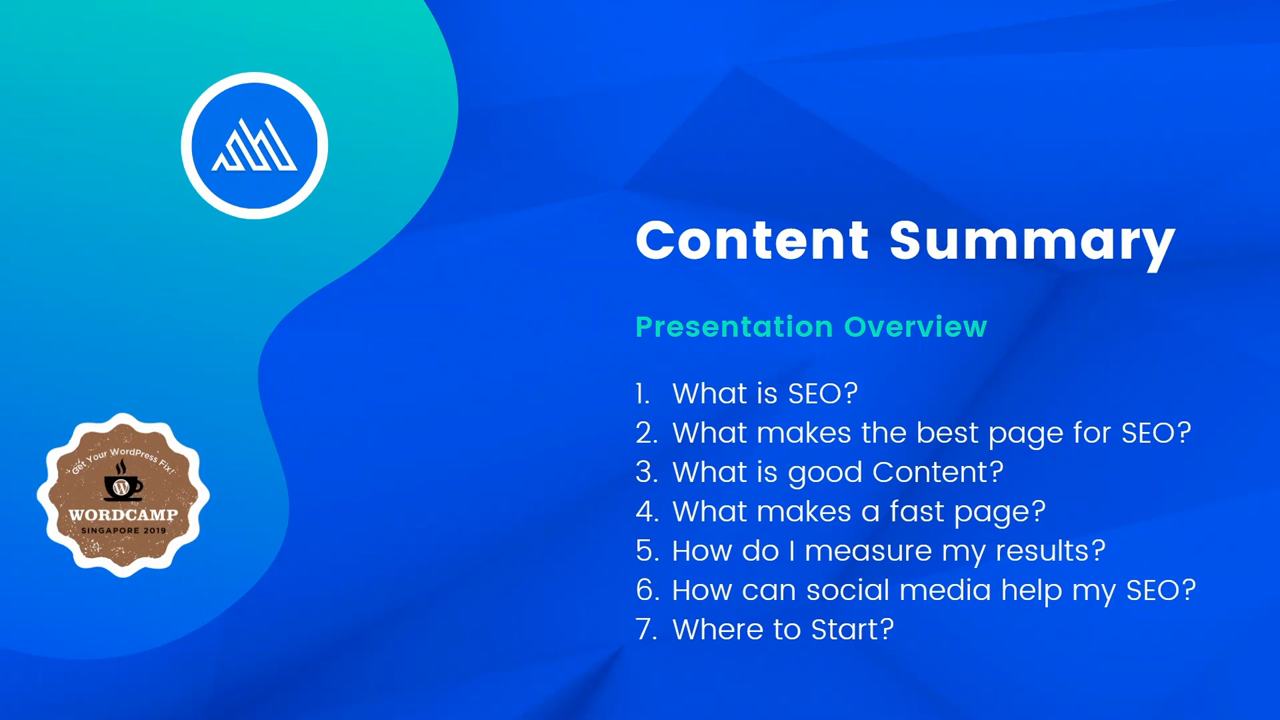 Content Summary
Presentation Overview
1. What is SEO?
2. What makes the best page for SEO?
3. What is good Content?
4. What makes a fast page?
5. How do I measure my results?
6. How can social media help my SEO?
7. Where to Start?
Get Your WordPress Fix!
W
WORDCAMP
SINGAPORE 2019